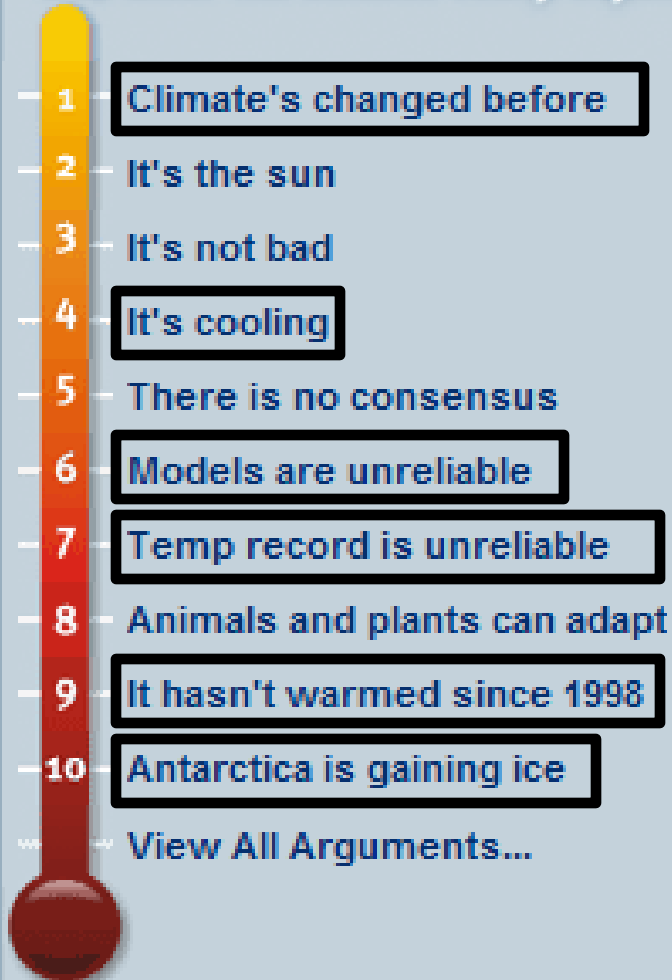 1 Climate's changed before
2 It's the sun
3 It's not bad
4 It's cooling
5 There is no consensus
6 Models are unreliable
7 Temp record is unreliable
8 Animals and plants can adapt
9 It hasn't warmed since 1998
10 Antarctica is gaining ice
View All Arguments...